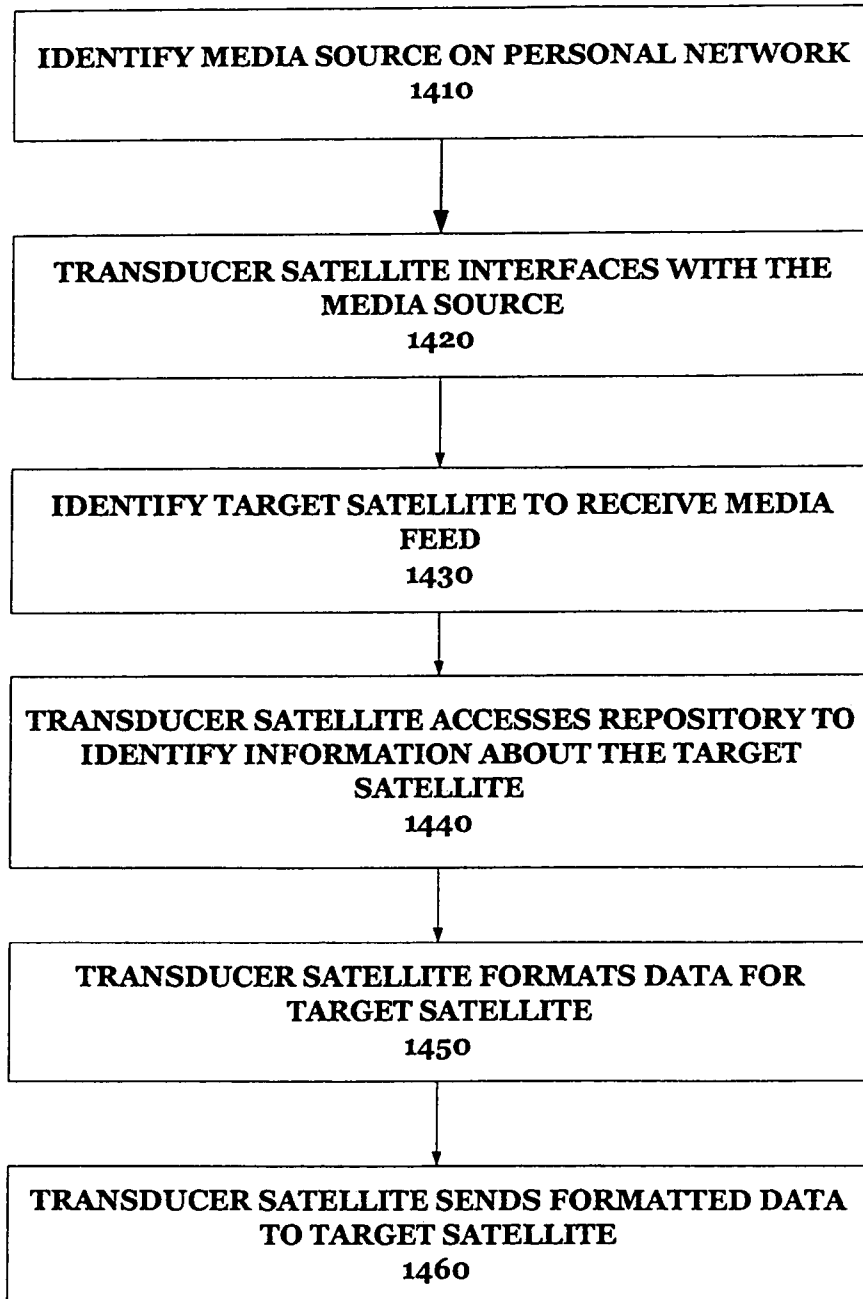 IDENTIFY MEDIA SOURCE ON PERSONAL NETWORK
1410
TRANSDUCER SATELLITE INTERFACES WITH THE
MEDIA SOURCE
1420
IDENTIFY TARGET SATELLITE TO RECEIVE MEDIA
FEED
1430
TRANSDUCER SATELLITE ACCESSES REPOSITORY TO
IDENTIFY INFORMATION ABOUT THE TARGET
SATELLITE
1440
TRANSDUCER SATELLITE FORMATS DATA FOR
TARGET SATELLITE
1450
TRANSDUCER SATELLITE SENDS FORMATTED DATA
TO TARGET SATELLITE
1460